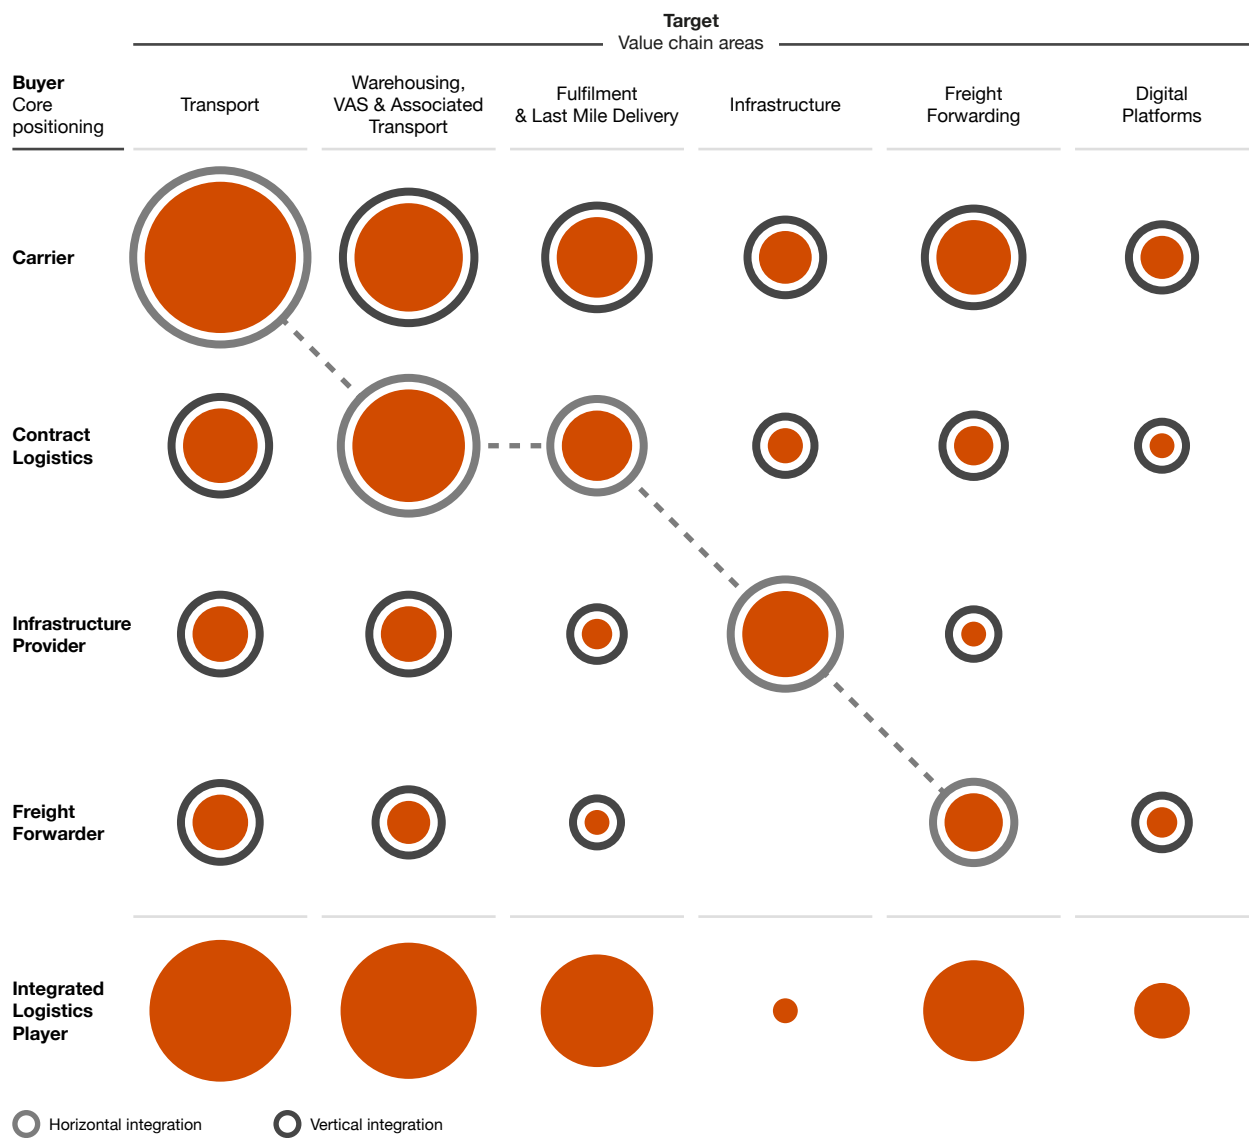 Target
Value chain areas
Buyer
Core
positioning
Transport
Warehousing,
VAS & Associated
Transport
Fulfilment
& Last Mile Delivery
Infrastructure
Freight
Forwarding
Digital
Platforms
Carrier
Contract
Logistics
Infrastructure
Provider
Freight
Forwarder
Integrated
Logistics
Player
Horizontal integration
Vertical integration